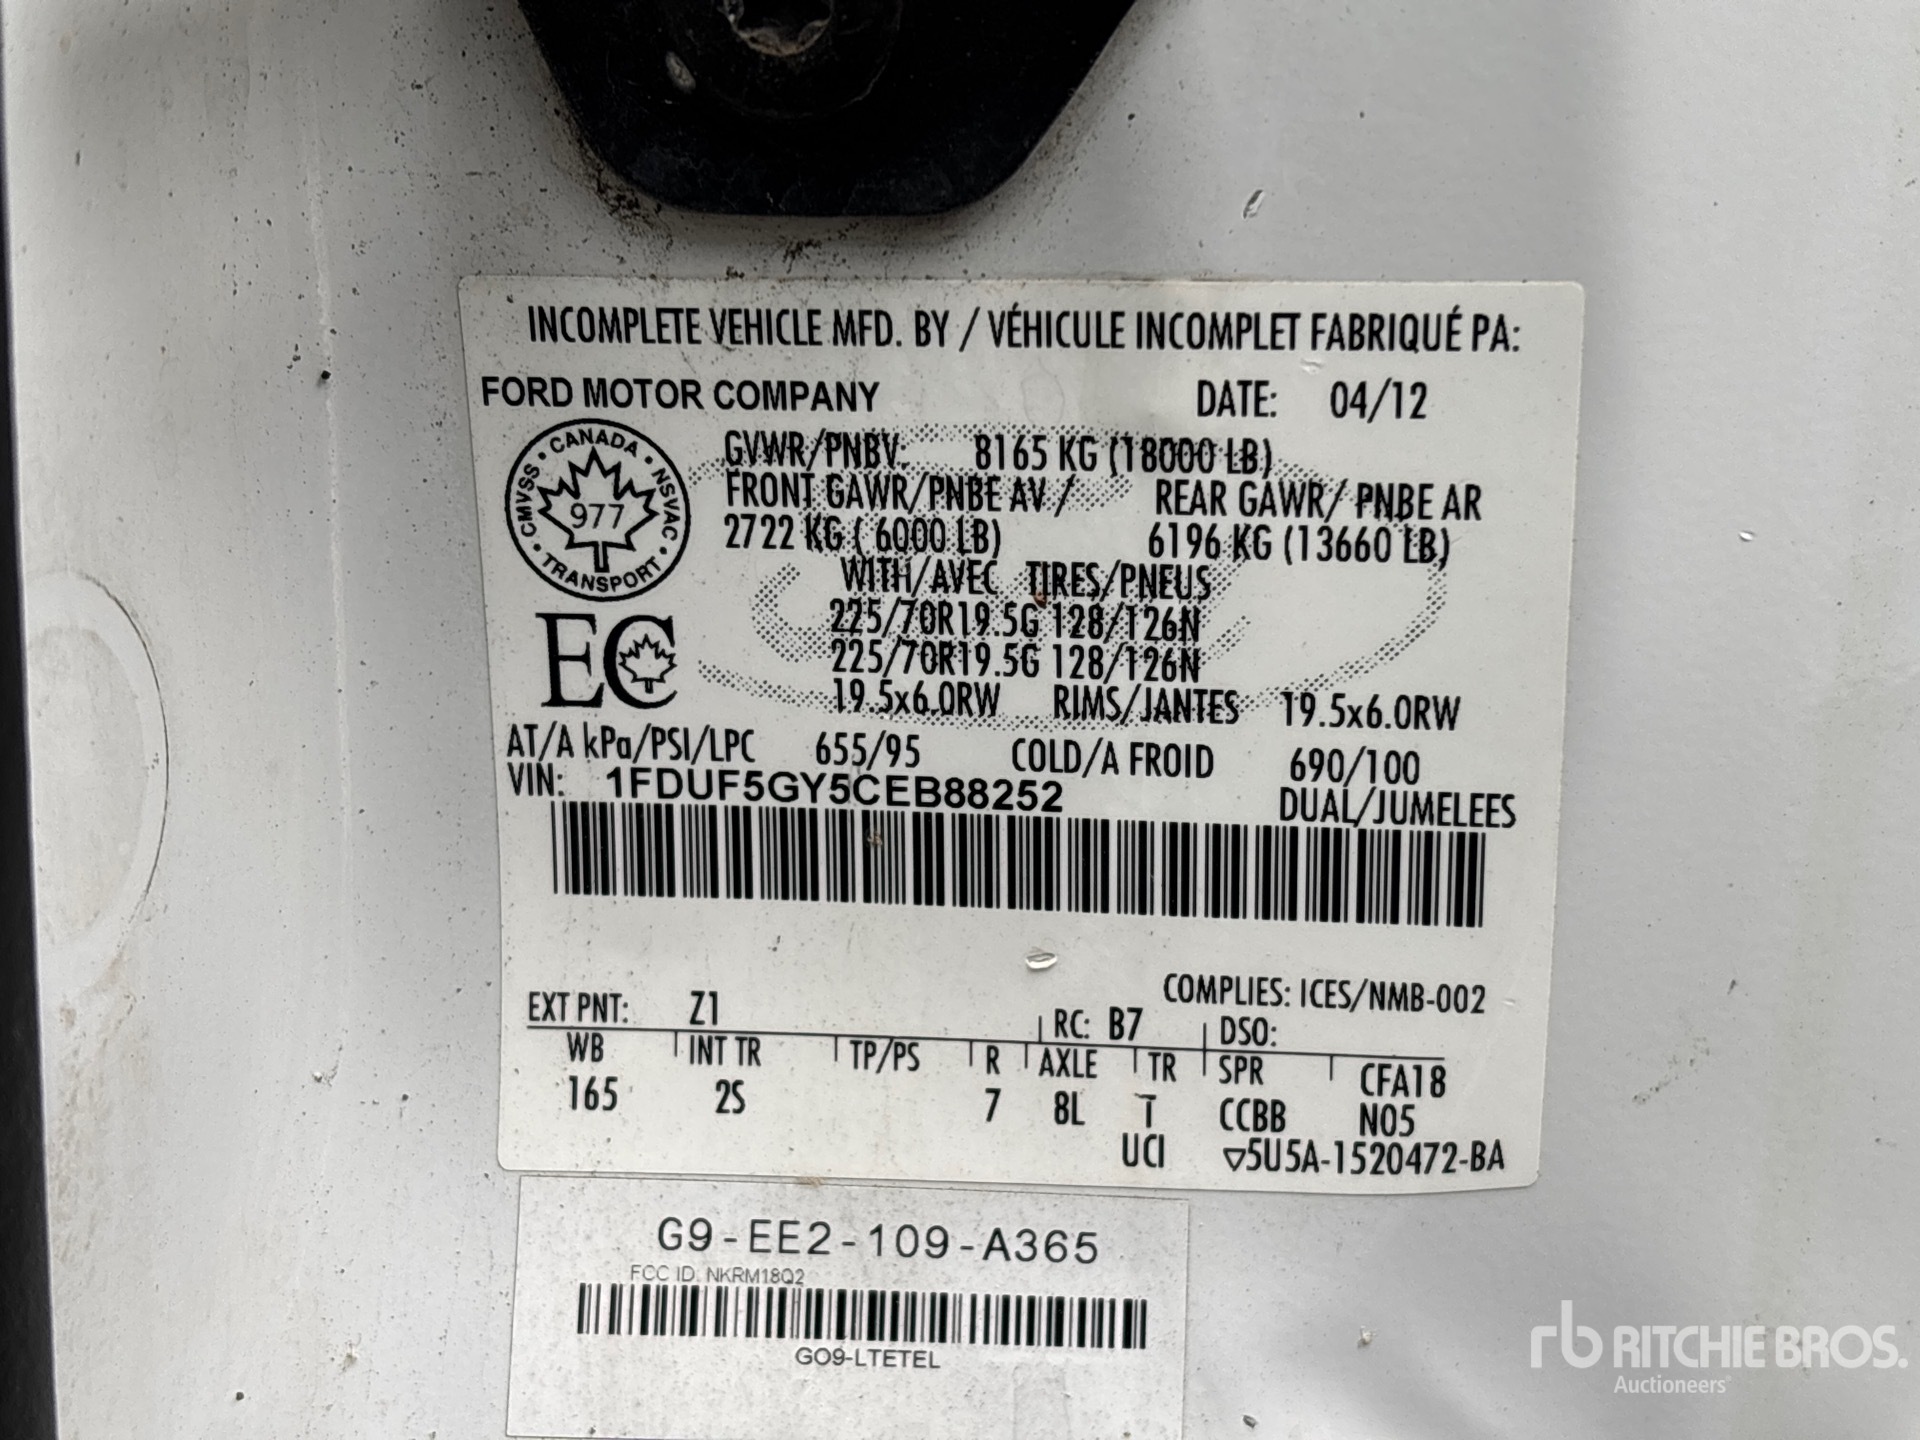 INCOMPLETE VEHICLE MFD. BY / VÉHICULE INCOMPLET FABRIQUÉ PA:
FORD MOTOR COMPANY DATE: 04/12
CANADA · NSVAC · TRANSPORT · CMVSS ·
977
GVWR/PNBV: 8165 KG (18000 LB)
FRONT GAWR/PNBE AV / REAR GAWR/ PNBE AR
2722 KG ( 6000 LB) 6196 KG (13660 LB)
WITH/AVEC TIRES/PNEUS
225/70R19.5G 128/126N
225/70R19.5G 128/126N
EC
19.5x6.0RW RIMS/JANTES 19.5x6.0RW
AT/A kPa/PSI/LPC 655/95 COLD/A FROID 690/100
VIN: 1FDUF5GY5CEB88252 DUAL/JUMELEES
COMPLIES: ICES/NMB-002
EXT PNT: Z1 RC: B7 DSO:
WB INT TR TP/PS R AXLE TR SPR CFA18
165 2S 7 8L T CCBB N05
UCI ▽5U5A-1520472-BA
G9-EE2-109-A365
FCC ID. NKRM18Q2
GO9-LTETEL
rb RITCHIE BROS.
Auctioneers